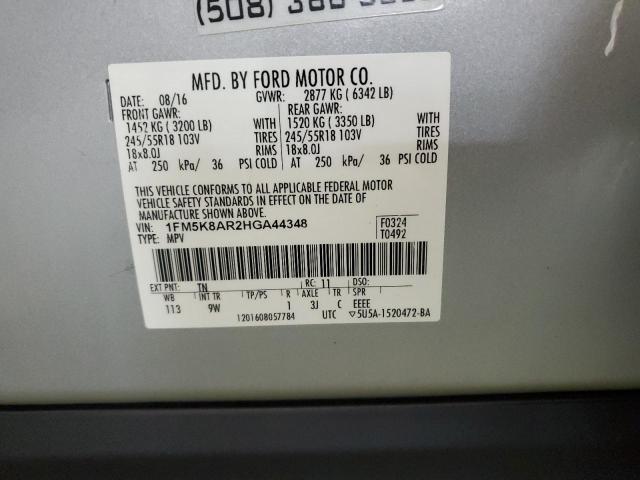 (508)
MFD. BY FORD MOTOR CO.
DATE: 08/16 GVWR: 2877 KG ( 6342 LB)
FRONT GAWR: REAR GAWR:
1452 KG ( 3200 LB) WITH 1520 KG ( 3350 LB) WITH
245/55R18 103V TIRES 245/55R18 103V TIRES
18x8.0J RIMS 18x8.0J RIMS
AT 250 kPa/ 36 PSI COLD AT 250 kPa/ 36 PSI COLD
THIS VEHICLE CONFORMS TO ALL APPLICABLE FEDERAL MOTOR
VEHICLE SAFETY STANDARDS IN EFFECT ON THE DATE OF
MANUFACTURE SHOWN ABOVE.
VIN: 1FM5K8AR2HGA44348 F0324
TYPE: MPV T0492
EXT PNT: TN RC: 11 DSO:
WB INT TR TP/PS R AXLE TR SPR
113 9W 1 3J C EEEE
1201608057784 UTC ▽5U5A-1520472-BA